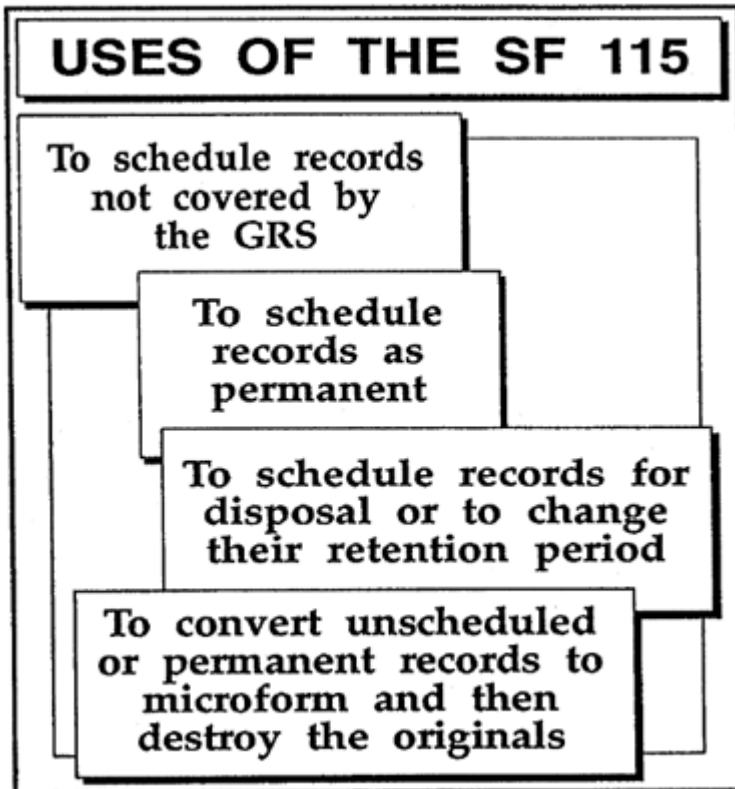 USES OF THE SF 115
To schedule records
not covered by
the GRS
To schedule
records as
permanent
To schedule records for
disposal or to change
their retention period
To convert unscheduled
or permanent records to
microform and then
destroy the originals